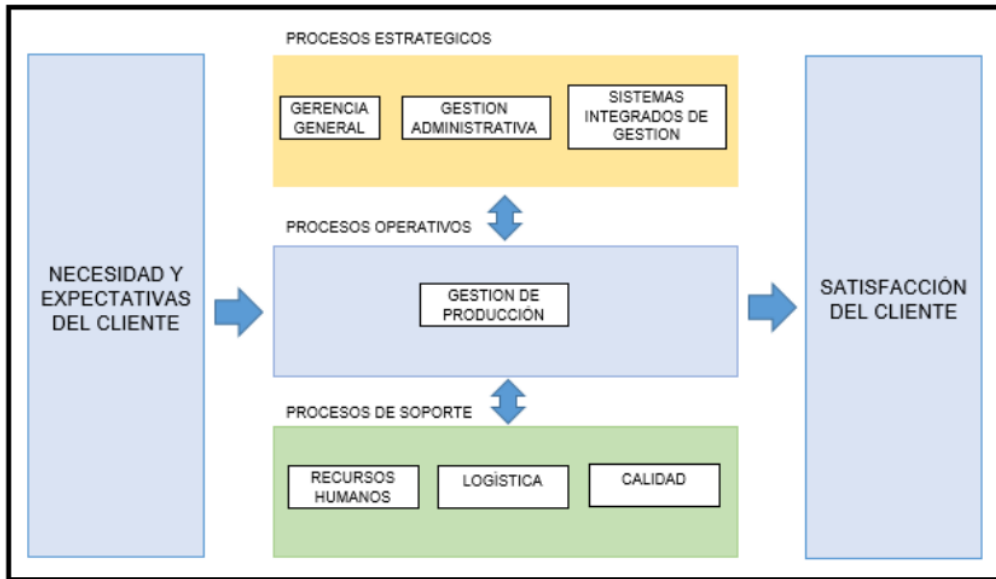 PROCESOS ESTRATEGICOS
GERENCIA
GENERAL
GESTION
ADMINISTRATIVA
SISTEMAS
INTEGRADOS DE
GESTION
PROCESOS OPERATIVOS
NECESIDAD Y
EXPECTATIVAS
DEL CLIENTE
GESTION DE
PRODUCCIÓN
SATISFACCIÓN
DEL CLIENTE
PROCESOS DE SOPORTE
RECURSOS
HUMANOS
LOGÌSTICA
CALIDAD